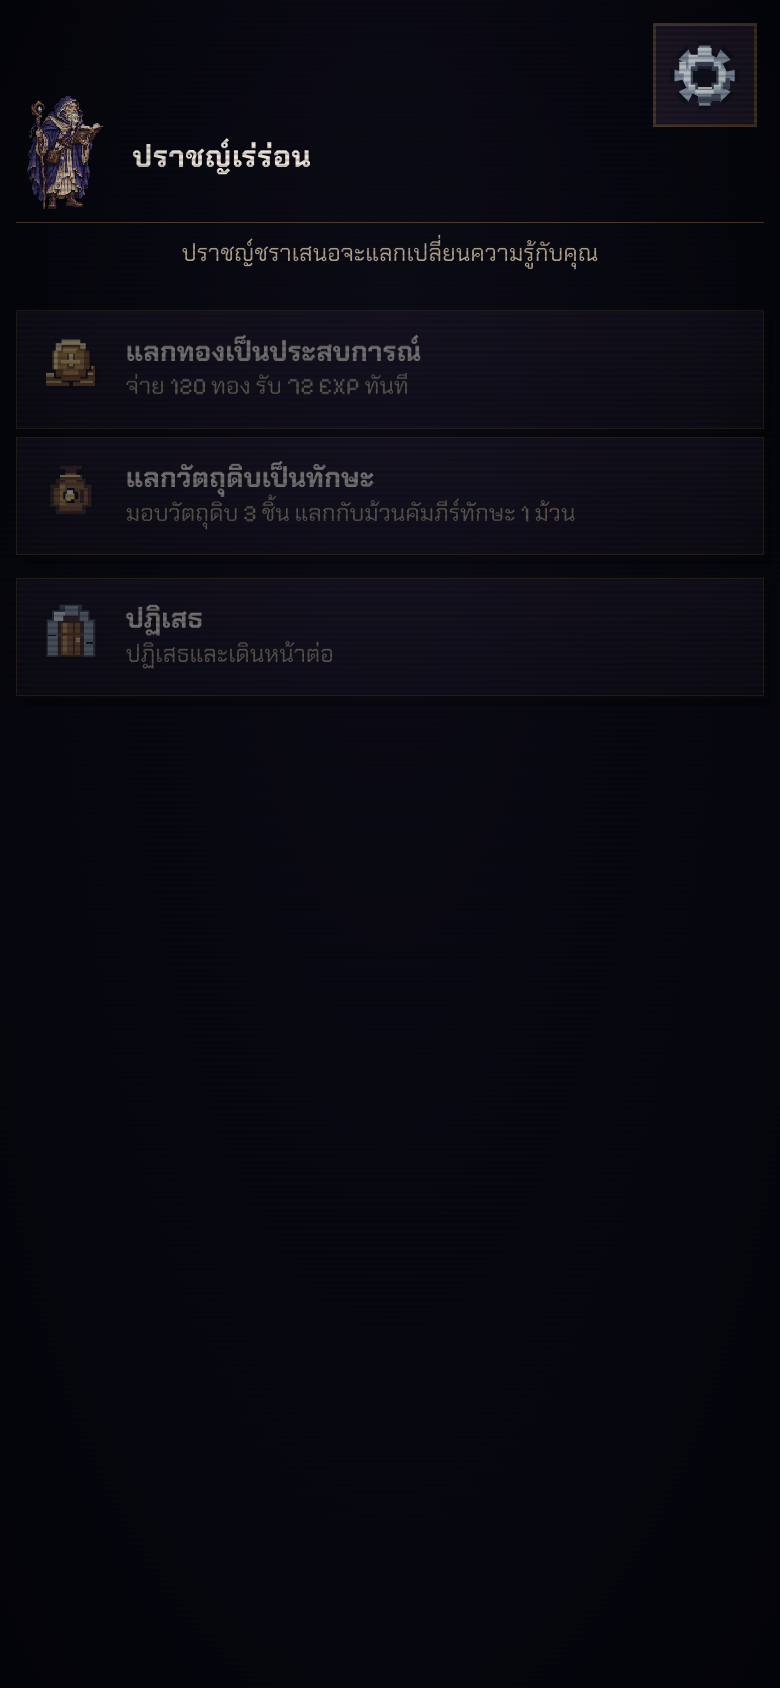 ปราชญ์เร่ร่อน
ปราชญ์ชราเสนอจะแลกเปลี่ยนความรู้กับคุณ
แลกทองเป็นประสบการณ์
จ่าย 120 ทอง รับ 72 EXP ทันที
แลกวัตถุดิบเป็นทักษะ
มอบวัตถุดิบ 3 ชิ้น แลกกับม้วนคัมภีร์ทักษะ 1 ม้วน
ปฏิเสธ
ปฏิเสธและเดินหน้าต่อ